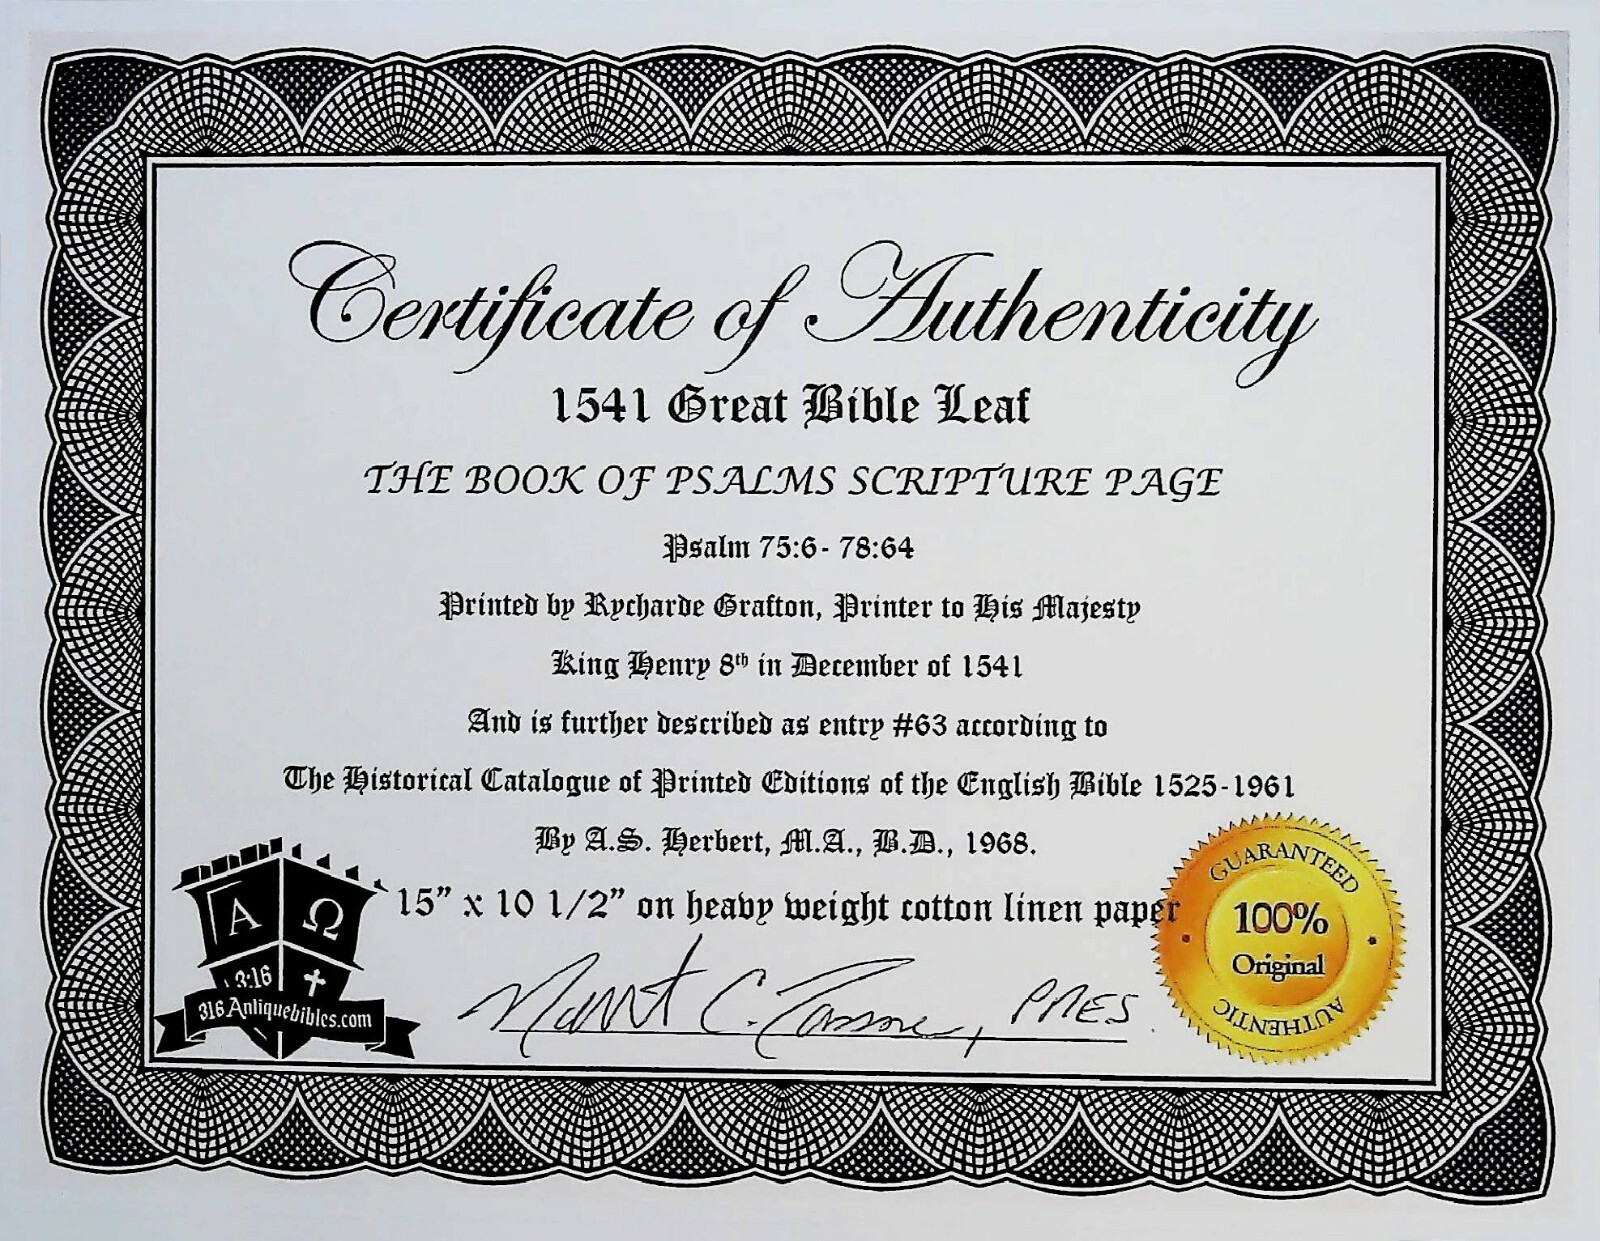 Certificate of Authenticity
1541 Great Bible Leaf
THE BOOK OF PSALMS SCRIPTURE PAGE
Psalm 75:6- 78:64
Printed by Rycharde Grafton, Printer to His Majesty
King Henry 8th in December of 1541
And is further described as entry #63 according to
The Historical Catalogue of Printed Editions of the English Bible 1525-1961
By A.S. Herbert, M.A., B.D., 1968.
15” x 10 1/2” on heavy weight cotton linen paper
Α Ω
3:16
316Antiquebibles.com
C.
, PRES.
GUARANTEED
100%
Original
AUTHENTIC